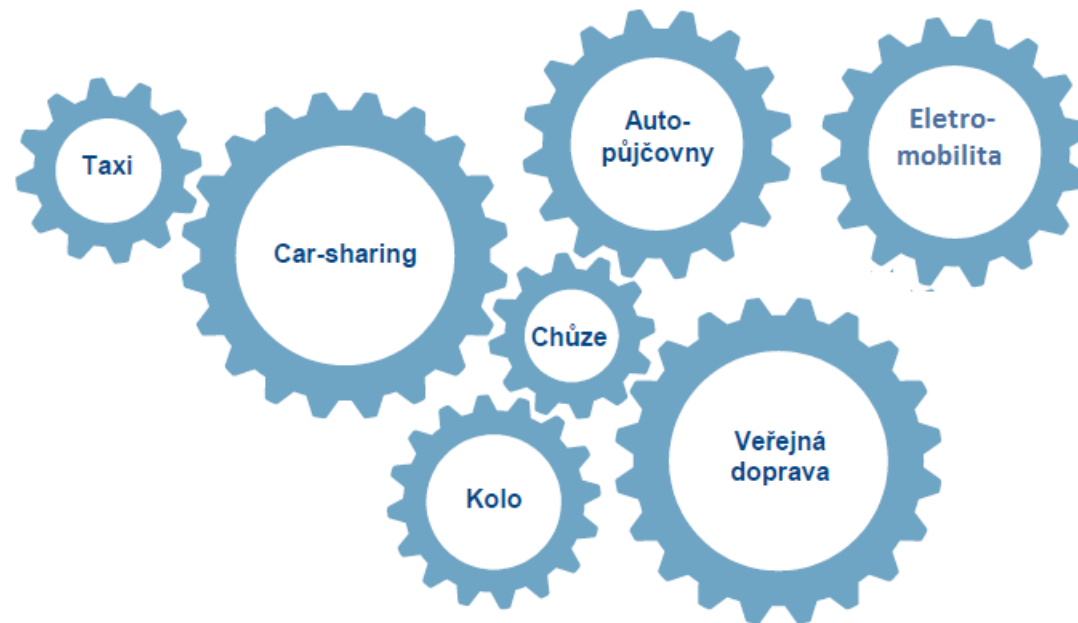 Taxi
Car-sharing
Auto-
půjčovny
Eletro-
mobilita
Chůze
Kolo
Veřejná
doprava